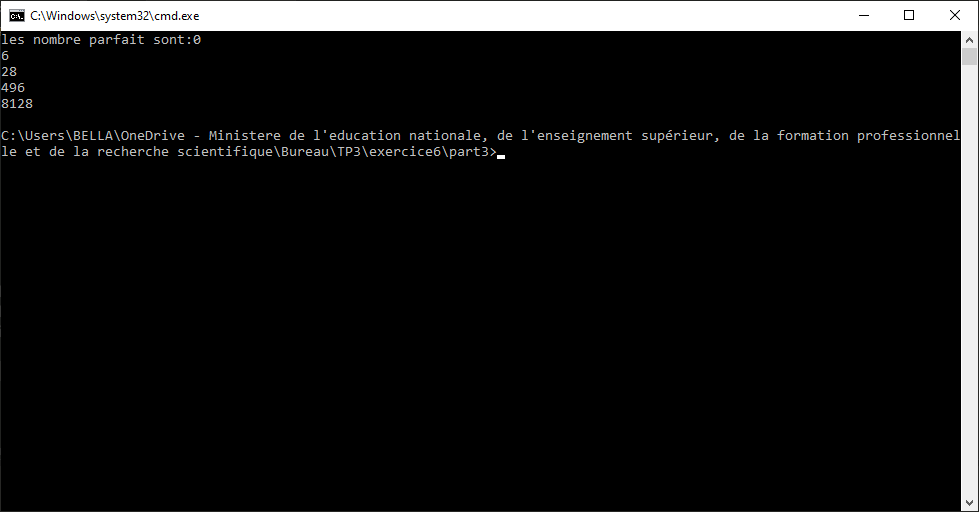 C:\Windows\system32\cmd.exe
les nombre parfait sont:0
6
28
496
8128
C:\Users\BELLA\OneDrive - Ministere de l'education nationale, de l'enseignement supérieur, de la formation professionnel
le et de la recherche scientifique\Bureau\TP3\exercice6\part3>